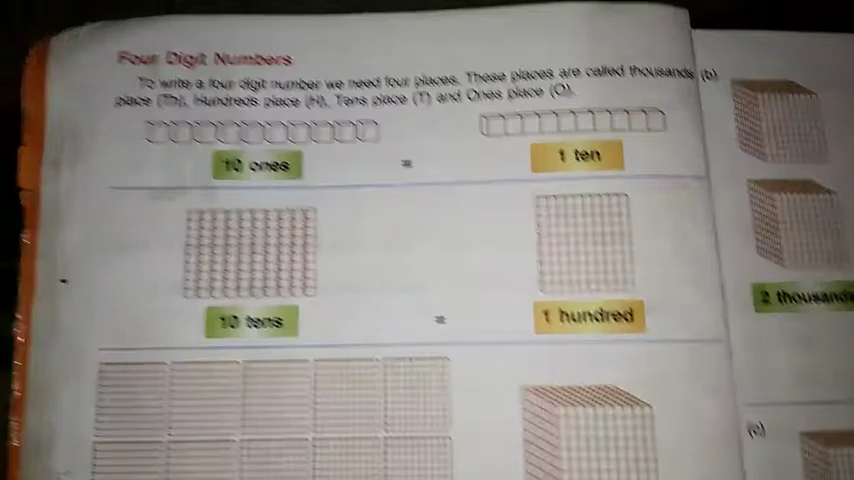 Four Digit Numbers
To write a four digit number we need four places. These places are called thousands
place (Th), Hundreds place (H), Tens place (T) and Ones place (O).
10 ones = 1 ten
10 tens = 1 hundred
(b)
2 thousands
(c)